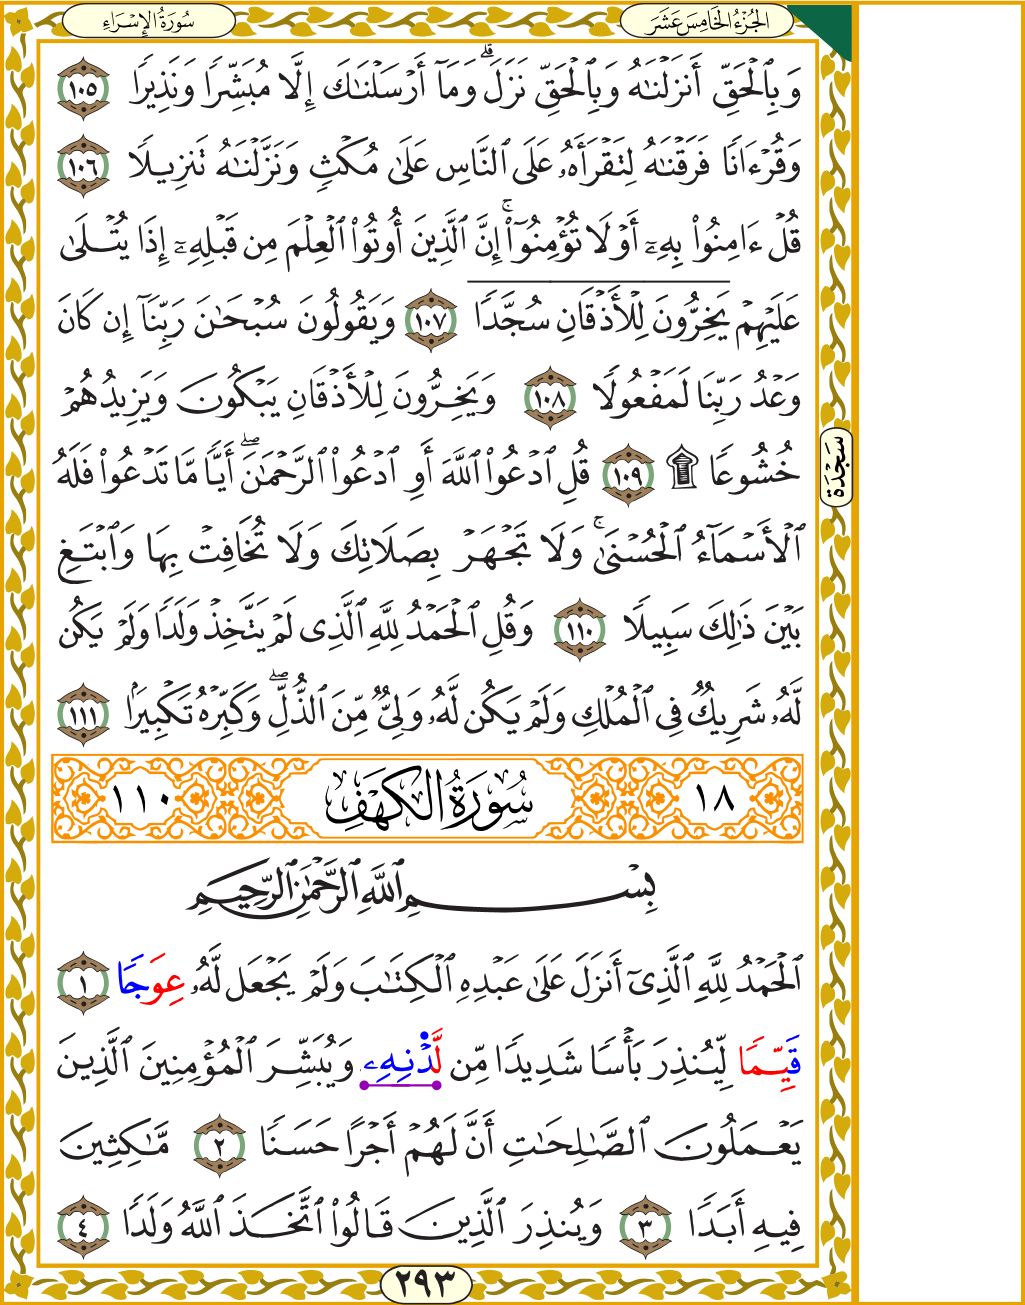 سُورَةُ الإِسْرَاءِ
الجُزْءُ الخَامِسَ عَشَرَ
وَبِٱلْحَقِّ أَنزَلْنَٰهُ وَبِٱلْحَقِّ نَزَلَ ۗ وَمَآ أَرْسَلْنَٰكَ إِلَّا مُبَشِّرًا وَنَذِيرًا ١٠٥
وَقُرْءَانًا فَرَقْنَٰهُ لِتَقْرَأَهُۥ عَلَى ٱلنَّاسِ عَلَىٰ مُكْثٍ وَنَزَّلْنَٰهُ تَنزِيلًا ١٠٦
قُلْ ءَامِنُوا۟ بِهِۦٓ أَوْ لَا تُؤْمِنُوٓا۟ ۚ إِنَّ ٱلَّذِينَ أُوتُوا۟ ٱلْعِلْمَ مِن قَبْلِهِۦٓ إِذَا يُتْلَىٰ
عَلَيْهِمْ يَخِرُّونَ لِلْأَذْقَانِ سُجَّدًا ١٠٧ وَيَقُولُونَ سُبْحَٰنَ رَبِّنَآ إِن كَانَ
وَعْدُ رَبِّنَا لَمَفْعُولًا ١٠٨ وَيَخِرُّونَ لِلْأَذْقَانِ يَبْكُونَ وَيَزِيدُهُمْ
خُشُوعًا ۩ ١٠٩ قُلِ ٱدْعُوا۟ ٱللَّهَ أَوِ ٱدْعُوا۟ ٱلرَّحْمَٰنَ ۖ أَيًّا مَّا تَدْعُوا۟ فَلَهُ
ٱلْأَسْمَآءُ ٱلْحُسْنَىٰ ۚ وَلَا تَجْهَرْ بِصَلَاتِكَ وَلَا تُخَافِتْ بِهَا وَٱبْتَغِ
بَيْنَ ذَٰلِكَ سَبِيلًا ١١٠ وَقُلِ ٱلْحَمْدُ لِلَّهِ ٱلَّذِى لَمْ يَتَّخِذْ وَلَدًا وَلَمْ يَكُن
لَّهُۥ شَرِيكٌ فِى ٱلْمُلْكِ وَلَمْ يَكُن لَّهُۥ وَلِىٌّ مِّنَ ٱلذُّلِّ ۖ وَكَبِّرْهُ تَكْبِيرًۢا ١١١
١٨ سُورَةُ الكَهْفِ ١١٠
بِسْمِ ٱللَّهِ ٱلرَّحْمَٰنِ ٱلرَّحِيمِ
ٱلْحَمْدُ لِلَّهِ ٱلَّذِىٓ أَنزَلَ عَلَىٰ عَبْدِهِ ٱلْكِتَٰبَ وَلَمْ يَجْعَل لَّهُۥ عِوَجًا ١
قَيِّمًا لِّيُنذِرَ بَأْسًا شَدِيدًا مِّن لَّدْنِهِۦ وَيُبَشِّرَ ٱلْمُؤْمِنِينَ ٱلَّذِينَ
يَعْمَلُونَ ٱلصَّٰلِحَٰتِ أَنَّ لَهُمْ أَجْرًا حَسَنًا ٢ مَّٰكِثِينَ
فِيهِ أَبَدًا ٣ وَيُنذِرَ ٱلَّذِينَ قَالُوا۟ ٱتَّخَذَ ٱللَّهُ وَلَدًا ٤
سَجْدَة
٢٩٣